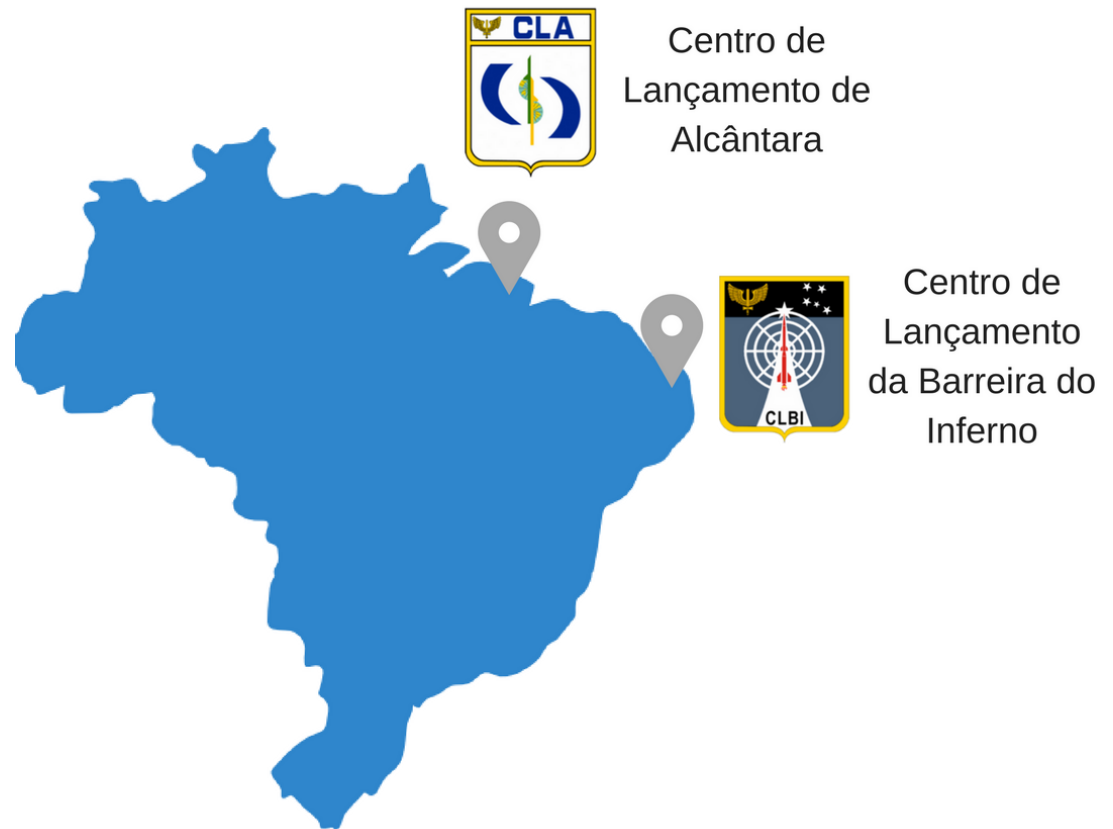 CLA
Centro de
Lançamento de
Alcântara
Centro de
Lançamento
da Barreira do
Inferno
CLBI